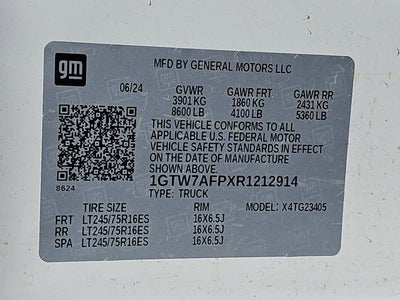 gm
MFD BY GENERAL MOTORS LLC
06/24 GVWR GAWR FRT GAWR RR
3901 KG 1860 KG 2431 KG
8600 LB 4100 LB 5360 LB
THIS VEHICLE CONFORMS TO ALL
APPLICABLE U.S. FEDERAL MOTOR
VEHICLE SAFETY STANDARDS IN EFFECT
ON THE DATE OF MANUFACTURE SHOWN ABOVE.
8624 1GTW7AFPXR1212914
TYPE: TRUCK MODEL: X4TG23405
TIRE SIZE RIM
FRT LT245/75R16ES 16X6.5J
RR LT245/75R16ES 16X6.5J
SPA LT245/75R16ES 16X6.5J